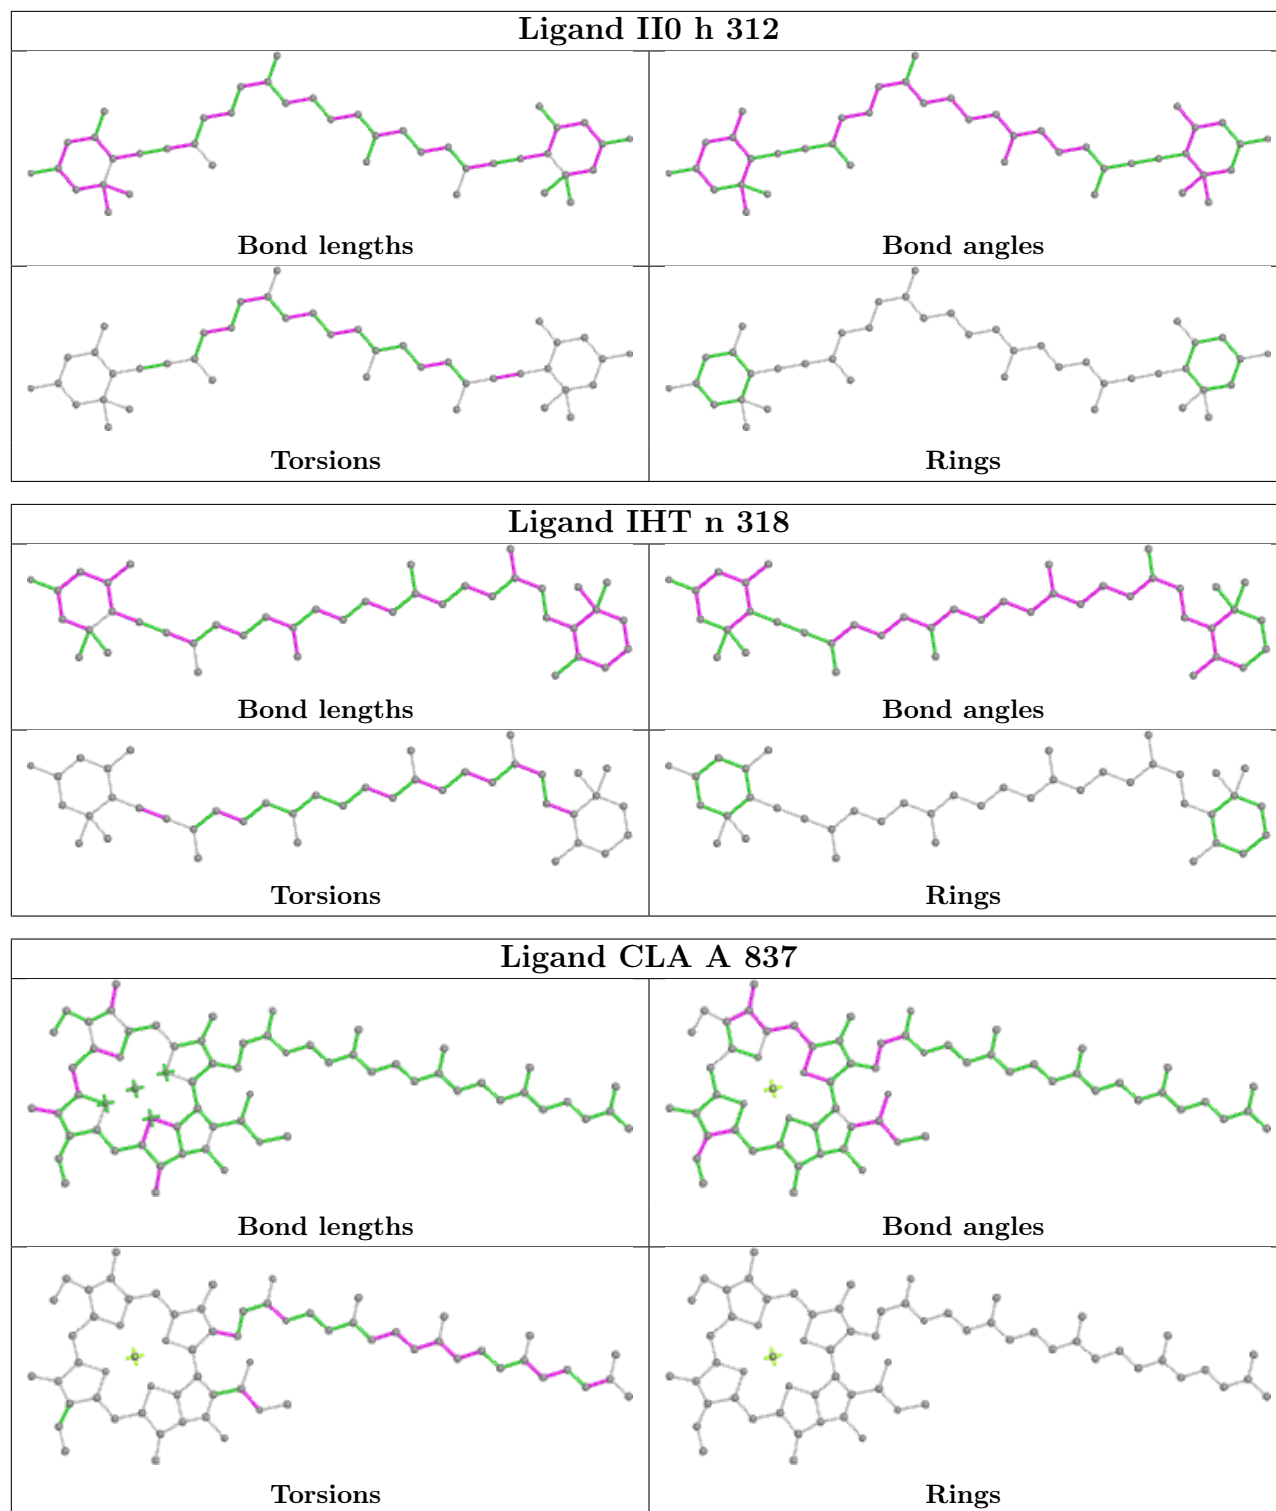 Ligand II0 h 312
Bond lengths
Bond angles
Torsions
Rings
Ligand IHT n 318
Bond lengths
Bond angles
Torsions
Rings
Ligand CLA A 837
Bond lengths
Bond angles
Torsions
Rings